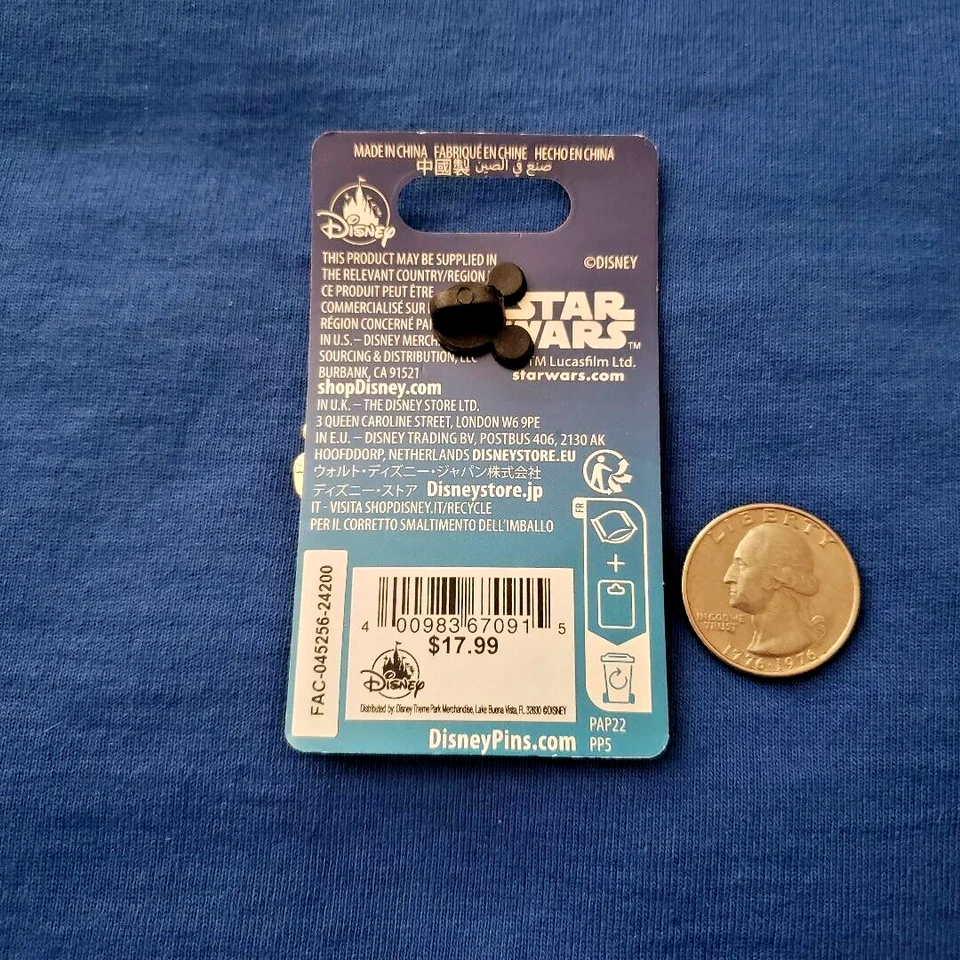 MADE IN CHINA FABRIQUÉ EN CHINE HECHO EN CHINA
中國製 صنع في الصين
Disney
THIS PRODUCT MAY BE SUPPLIED IN
THE RELEVANT COUNTRY/REGION
CE PRODUIT PEUT ÊTRE
COMMERCIALISÉ SUR
RÉGION CONCERNÉ
IN U.S. – DISNEY
SOURCING & DISTRIBUTION, LLC
BURBANK, CA 91521
shopDisney.com
IN U.K. – THE DISNEY STORE LTD.
3 QUEEN CAROLINE STREET, LONDON W6 9PE
IN E.U. – DISNEY TRADING BV, POSTBUS 406, 2130 AK
HOOFDDORP, NETHERLANDS DISNEYSTORE.EU
ウォルト・ディズニー・ジャパン株式会社
ディズニー・ストア Disneystore.jp
IT - VISITA SHOPDISNEY.IT/RECYCLE
PER IL CORRETTO SMALTIMENTO DELL'IMBALLO
©DISNEY
STAR
WARS™
TM Lucasfilm Ltd.
starwars.com
FR
+
FAC-045256-24200
4 00983 67091 5
$17.99
Disney
Distributed by: Disney Theme Park Merchandise, Lake Buena Vista, FL 32830 ©DISNEY
DisneyPins.com
PAP22
PP5
LIBERTY
IN GOD WE
TRUST
1776-1976